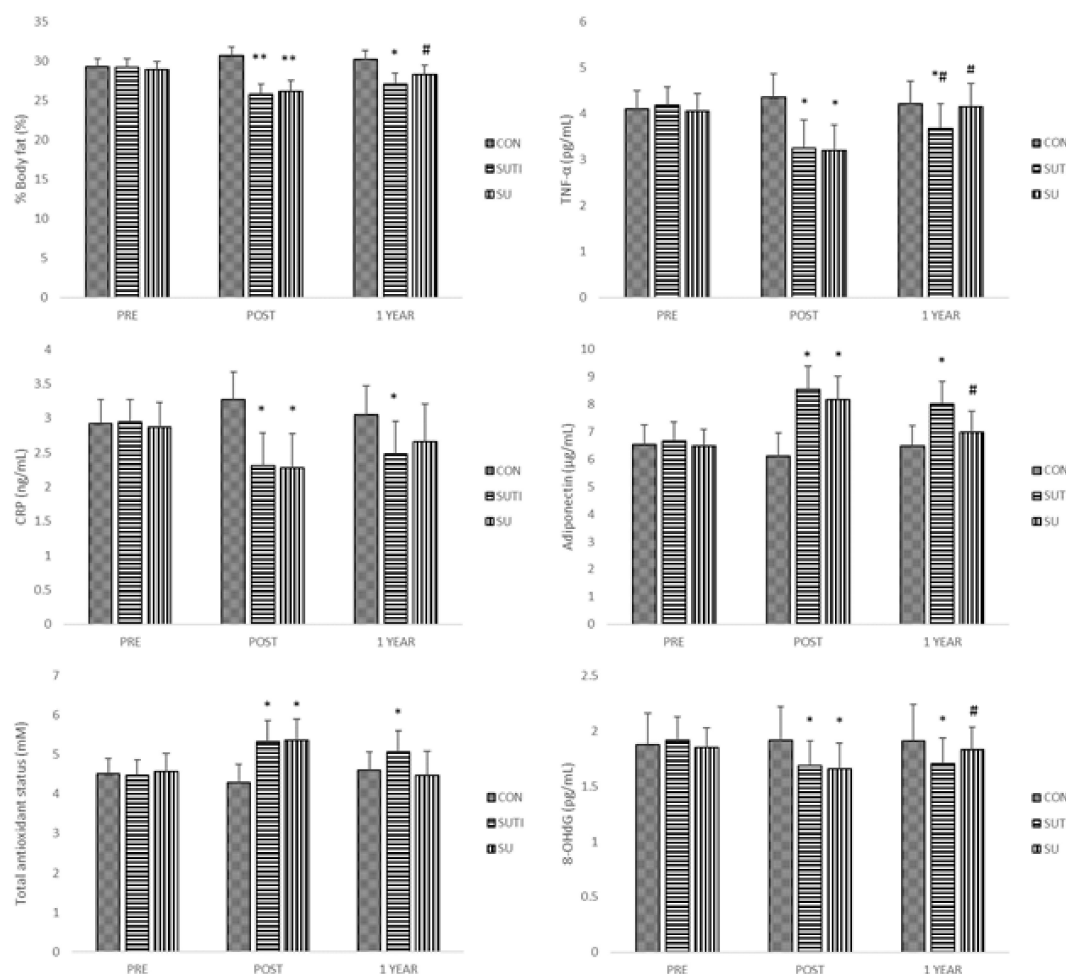 % Body fat (%)
35
30
25
20
15
10
5
0
** ** * #
PRE POST 1 YEAR
CON
SUTI
SU
TNF-α (pg/mL)
6
5
4
3
2
1
0
* * *# #
PRE POST 1 YEAR
CON
SUTI
SU
CRP (ng/mL)
4
3.5
3
2.5
2
1.5
1
0.5
0
* * *
PRE POST 1 YEAR
CON
SUTI
SU
Adiponectin (μg/mL)
10
9
8
7
6
5
4
3
2
1
0
* * * #
PRE POST 1 YEAR
CON
SUTI
SU
Total antioxidant status (mM)
7
6
5
4
3
2
1
0
* * *
PRE POST 1 YEAR
CON
SUTI
SU
8-OHdG (pg/mL)
2.5
2
1.5
1
0.5
0
* * * #
PRE POST 1 YEAR
CON
SUTI
SU